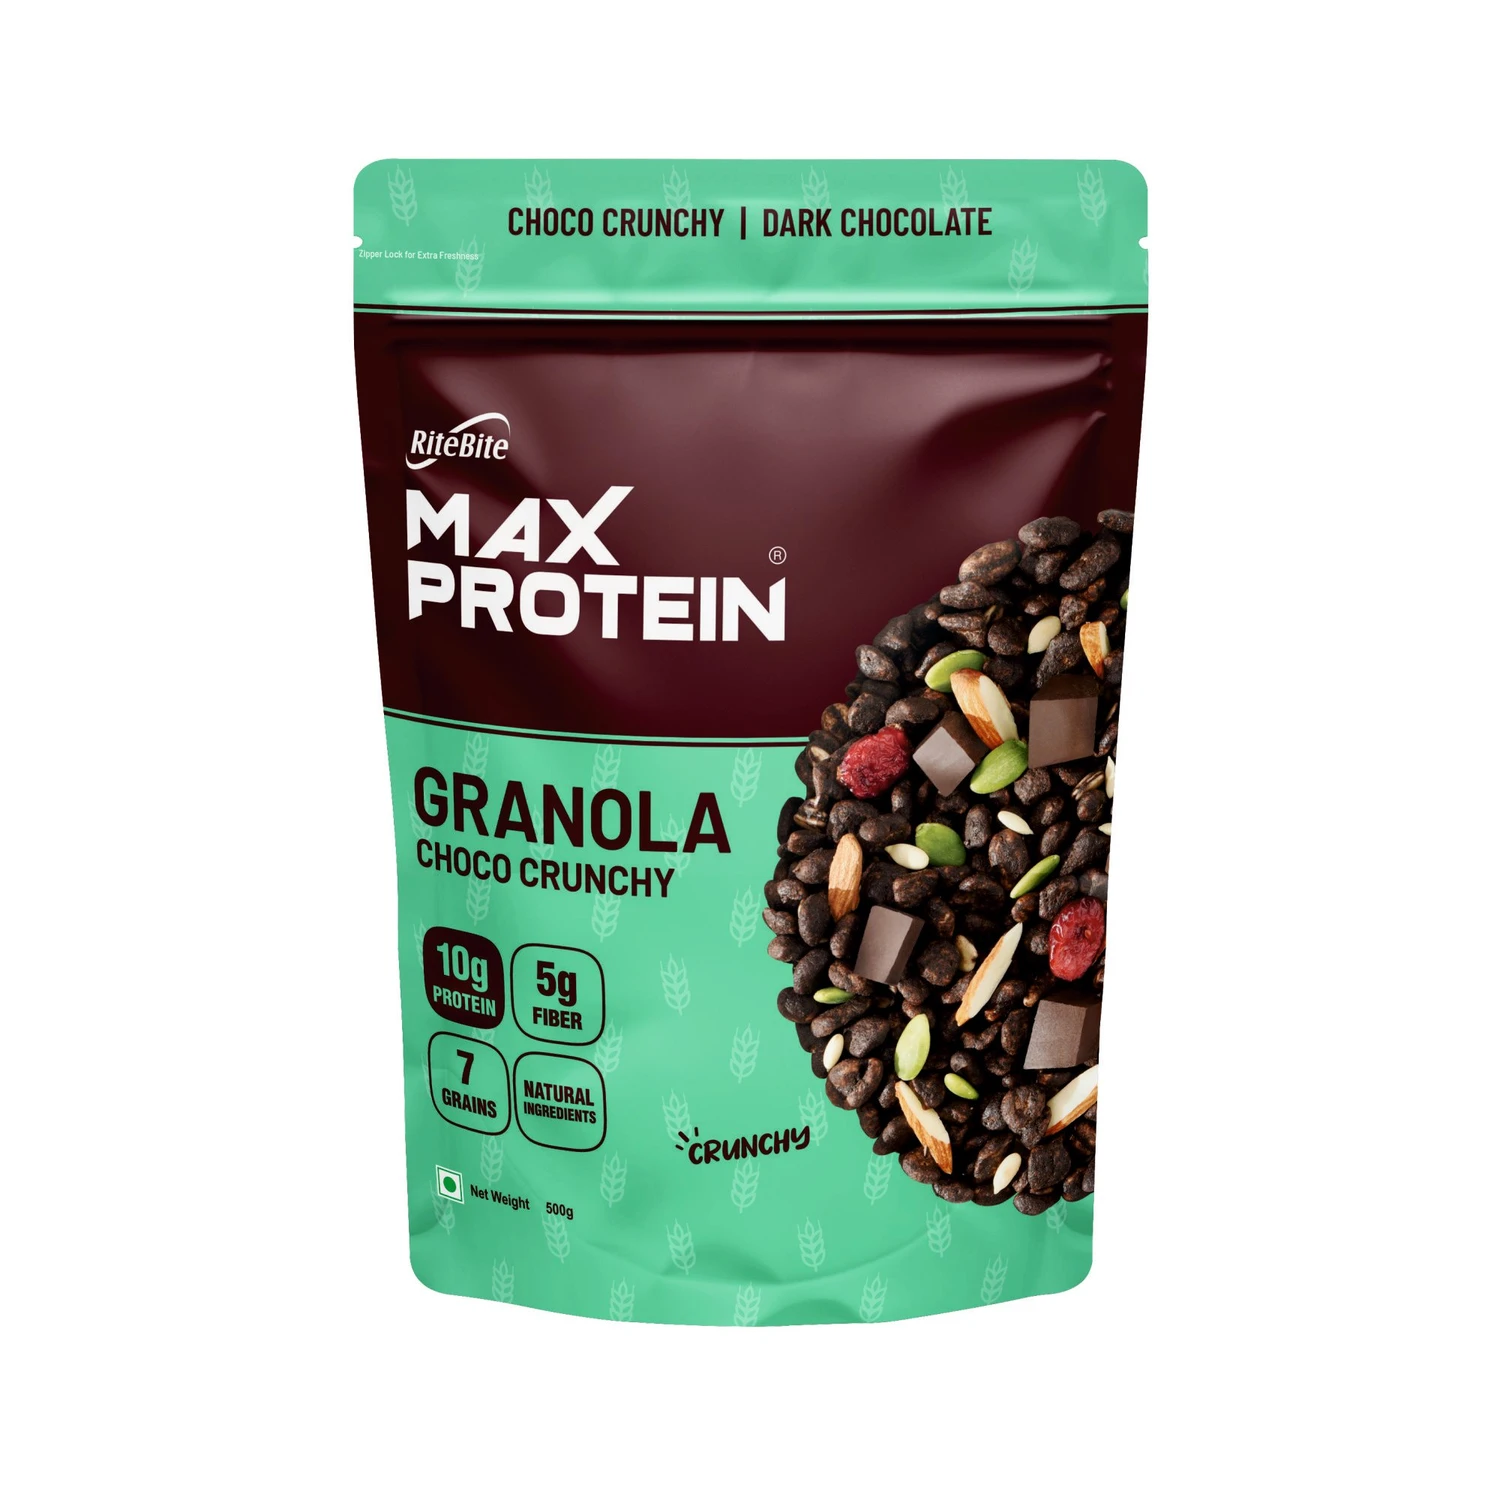 CHOCO CRUNCHY | DARK CHOCOLATE
Zipper Lock for Extra Freshness
RiteBite
MAX
PROTEIN ®
GRANOLA
CHOCO CRUNCHY
10g
PROTEIN
5g
FIBER
7
GRAINS
NATURAL
INGREDIENTS
CRUNCHY
Net Weight 500g